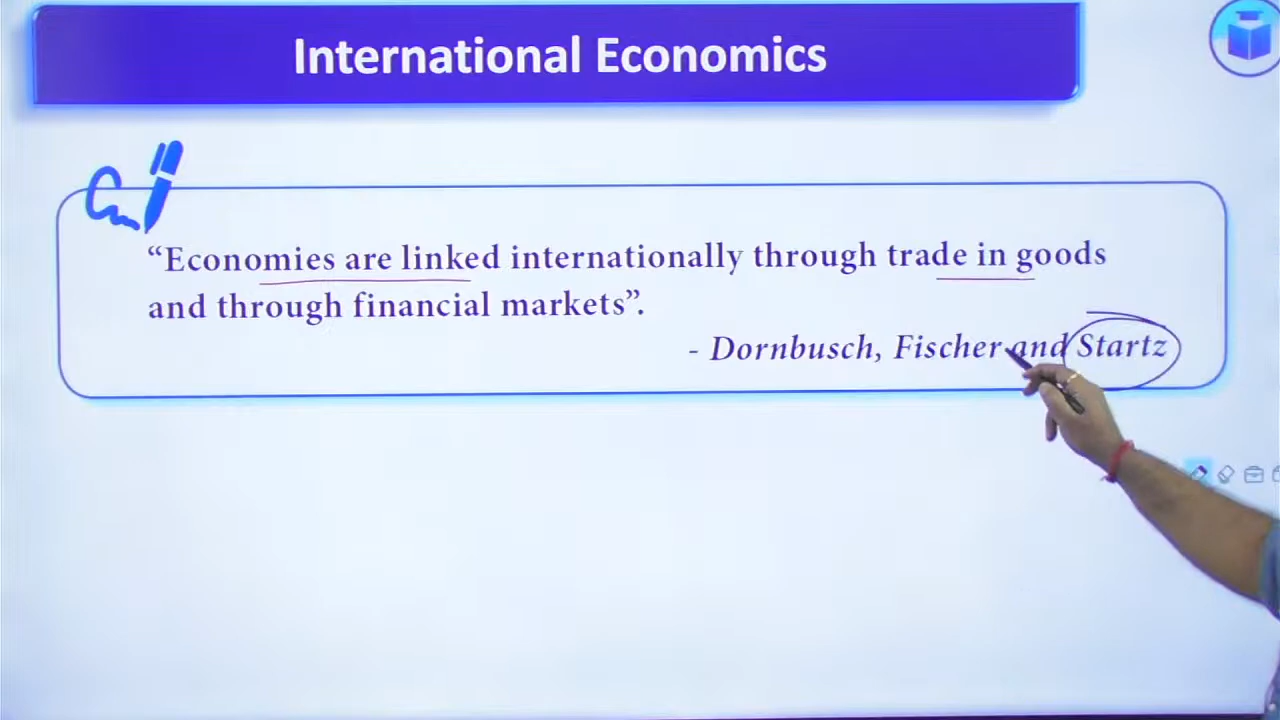 International Economics
“Economies are linked internationally through trade in goods
and through financial markets”.
- Dornbusch, Fischer and Startz